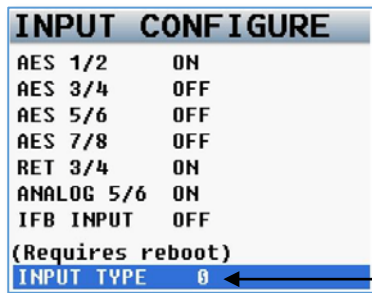 INPUT CONFIGURE
AES 1/2 ON
AES 3/4 OFF
AES 5/6 OFF
AES 7/8 OFF
RET 3/4 ON
ANALOG 5/6 ON
IFB INPUT OFF
(Requires reboot)
INPUT TYPE 0